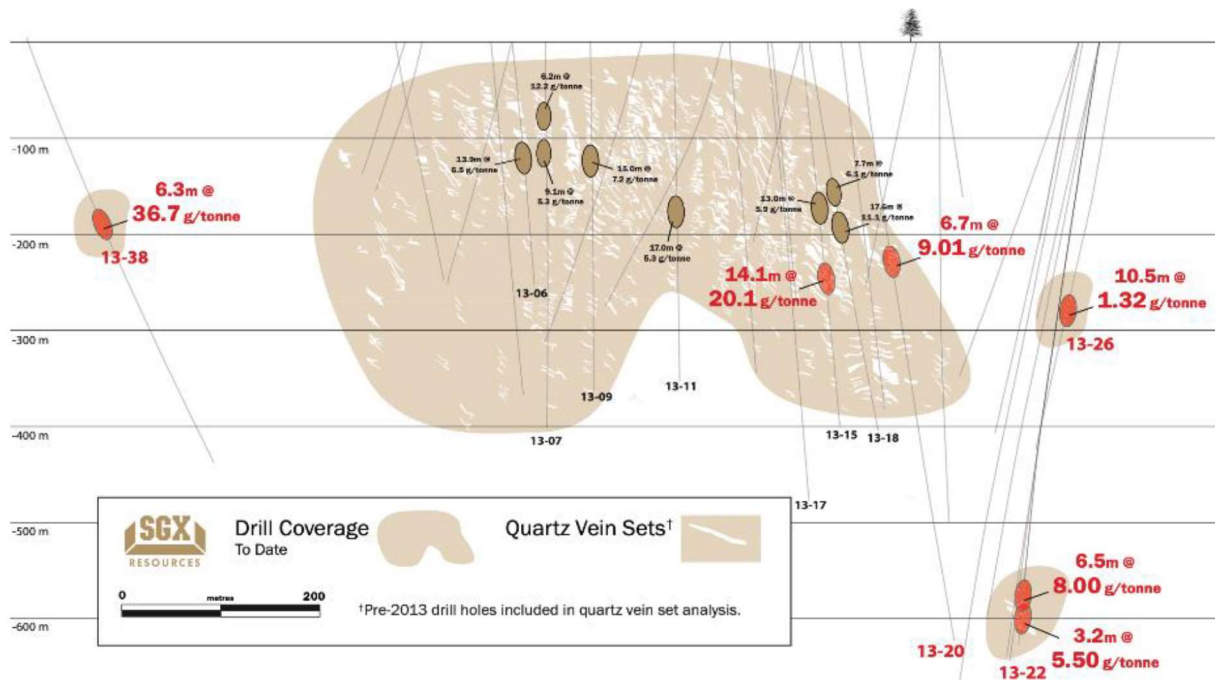 6.2m @
12.2 g/tonne
-100 m
13.9m @
6.5 g/tonne
9.1m @
5.3 g/tonne
15.0m @
7.2 g/tonne
7.7m @
6.1 g/tonne
13.0m @
5.9 g/tonne
17.6m @
11.1 g/tonne
6.3m @
36.7 g/tonne
13-38
-200 m
17.0m @
5.3 g/tonne
6.7m @
9.01 g/tonne
14.1m @
20.1 g/tonne
10.5m @
1.32 g/tonne
13-26
13-06
-300 m
13-11
13-09
-400 m
13-07
13-15
13-18
13-17
-500 m
SGX
RESOURCES
Drill Coverage
To Date
Quartz Vein Sets†
0
metres
200
†Pre-2013 drill holes included in quartz vein set analysis.
6.5m @
8.00 g/tonne
-600 m
3.2m @
5.50 g/tonne
13-20
13-22